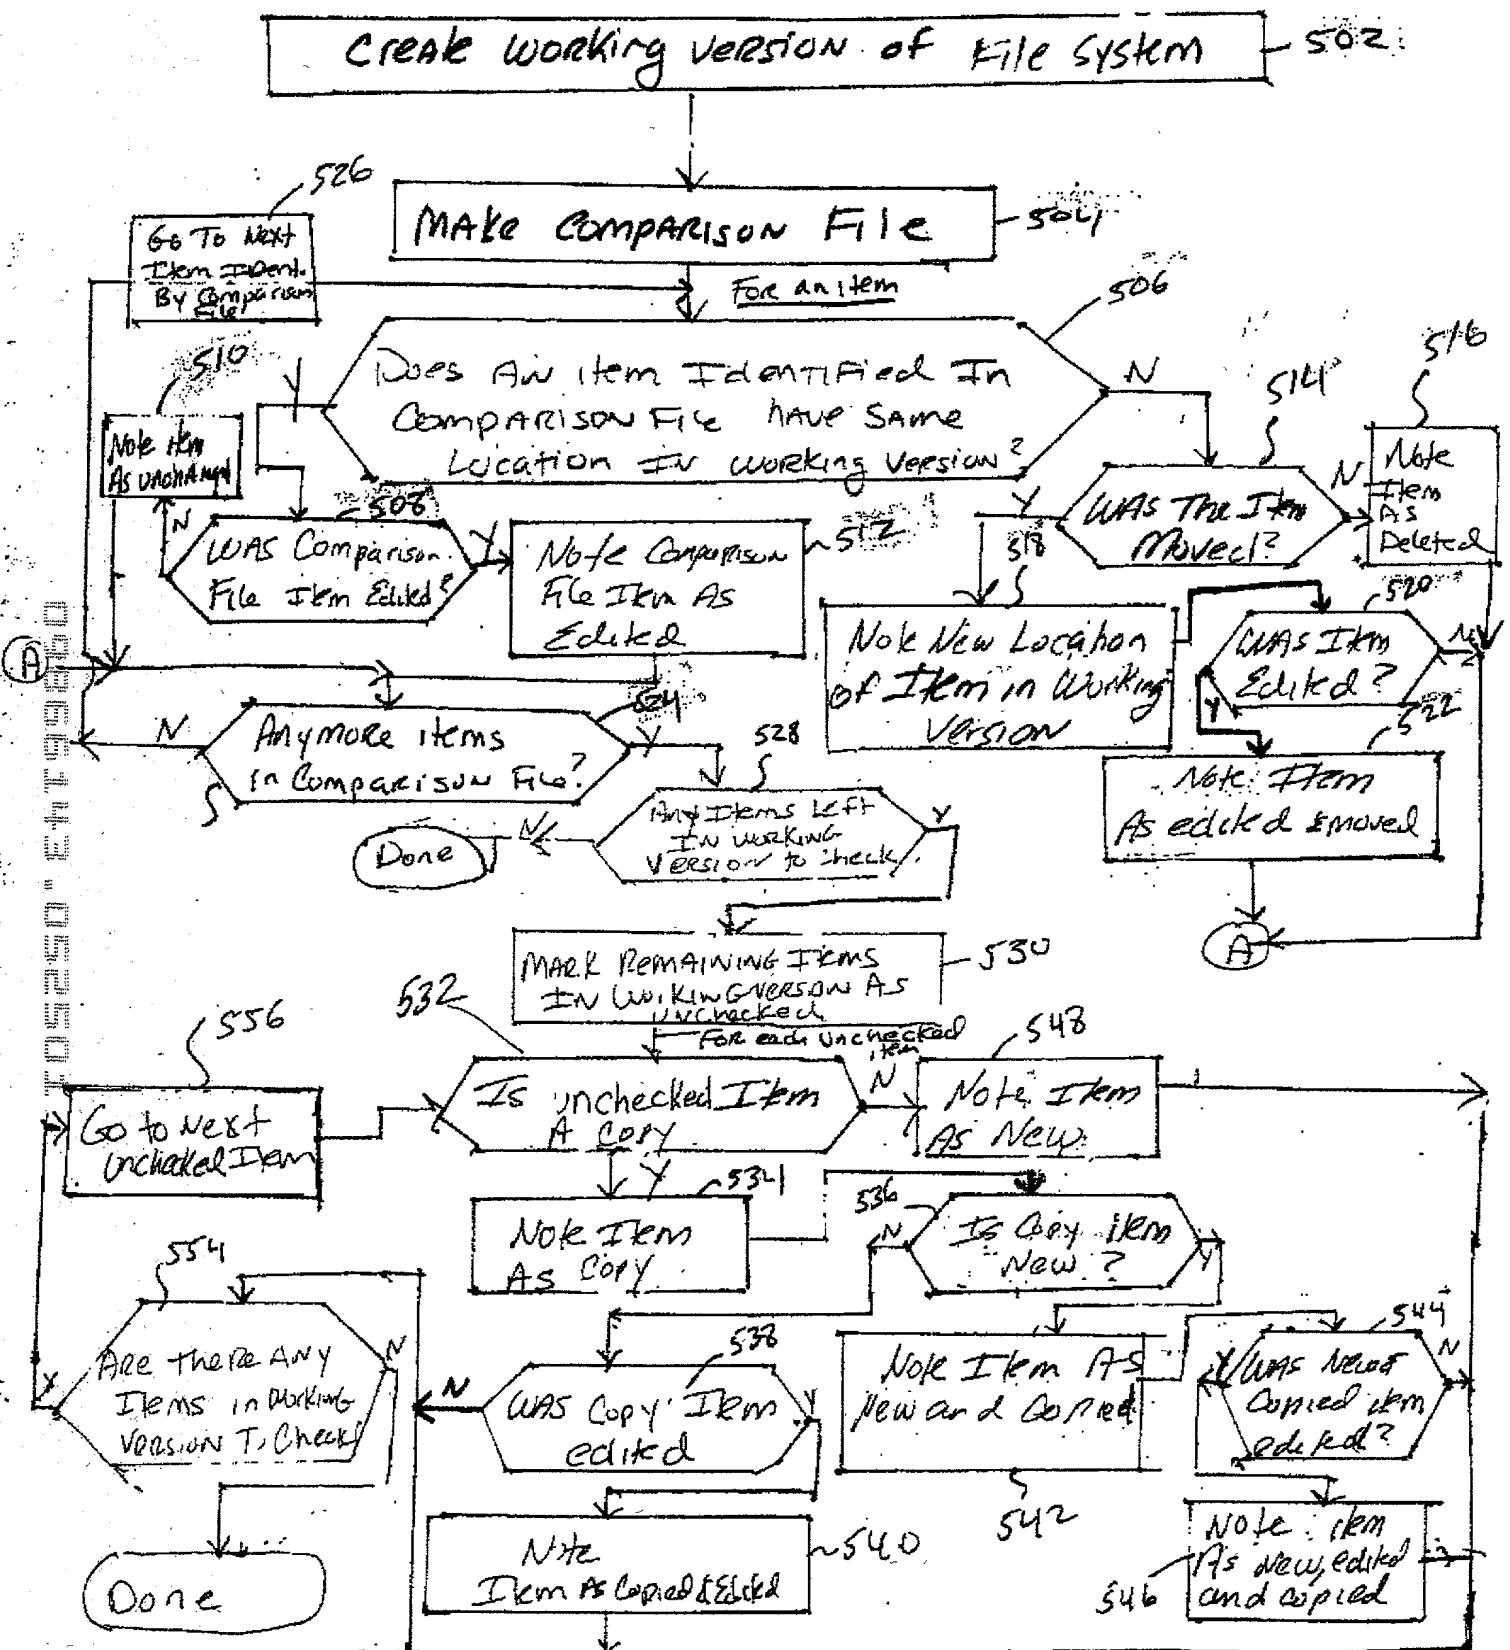 Create Working Version of File System
502
526
Go To Next
Item Ident.
By Comparison
File
Make Comparison File
504
For an item
506
Does An item Identified In
Comparison File have same
Location In working version?
Y
N
510
Note item
As unchanged
508
Was Comparison
File Item Edited?
N
Y
512
Note Comparison
File Item As
Edited
514
Was The Item
Moved?
Y
N
516
Note
Item
As
Deleted
518
Note New Location
of Item in Working
Version
520
Was Item
Edited?
N
Y
522
Note Item
As edited & moved
A
A
524
Anymore items
in Comparison File?
N
Y
528
Any Items Left
In working
Version to check
N
Y
Done
530
Mark Remaining Items
In Working Verson As
unchecked
For each unchecked
item
556
Go to Next
unchecked Item
532
Is unchecked Item
A Copy
N
Y
548
Note Item
As New
534
Note Item
As Copy
536
Is Copy item
New ?
N
Y
554
Are there Any
Items in working
Version To Check
Y
N
Done
538
Was Copy Item
edited
N
Y
540
Note
Item As Copied & Edited
Note Item As
New and Copied
542
544
Was New &
Copied item
edited?
Y
N
546
Note item
As New, edited
and copied